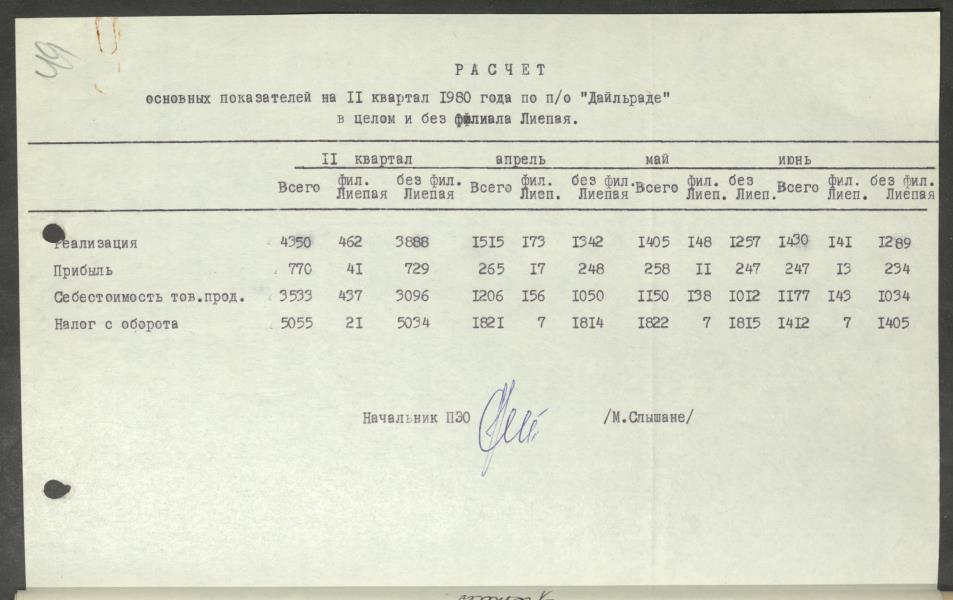 49
РАСЧЕТ
основных показателей на II квартал 1980 года по п/о "Дайльраде"
в целом и без филиала Лиепая.
II квартал апрель май июнь
Всего фил. Лиепая без фил. Лиепая Всего фил. Лиеп. без фил. Лиепая Всего фил. Лиеп. без Лиеп. Всего фил. Лиеп. без фил. Лиепая
Реализация 4350 462 3888 1515 173 1342 1405 148 1257 1430 141 1289
Прибыль 770 41 729 265 17 248 258 11 247 247 13 234
Себестоимость тов.прод. 3533 437 3096 1206 156 1050 1150 138 1012 1177 143 1034
Налог с оборота 5055 21 5034 1821 7 1814 1822 7 1815 1412 7 1405
Начальник ПЭО /М.Слышане/